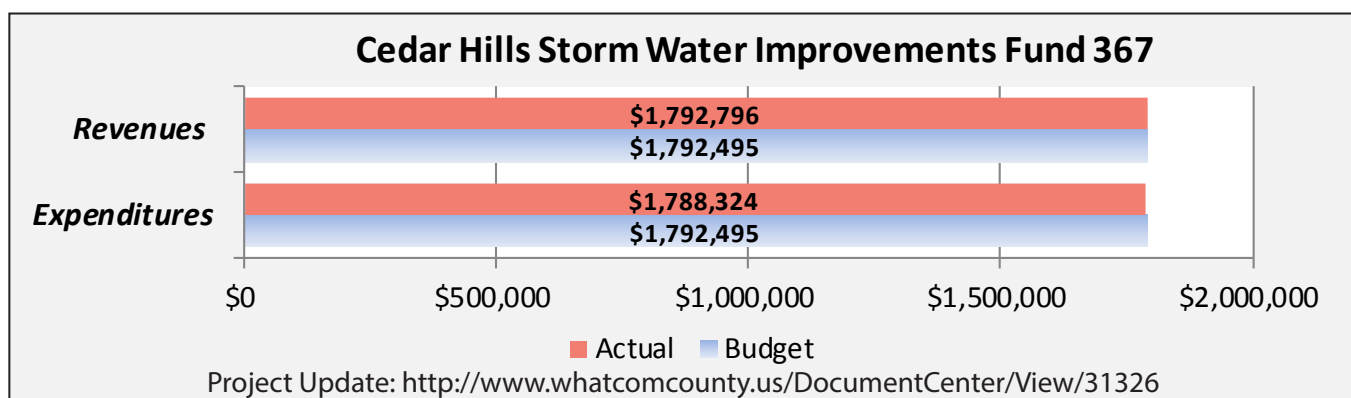 Cedar Hills Storm Water Improvements Fund 367
Revenues
$1,792,796
$1,792,495
Expenditures
$1,788,324
$1,792,495
$0 $500,000 $1,000,000 $1,500,000 $2,000,000
Actual Budget
Project Update: http://www.whatcomcounty.us/DocumentCenter/View/31326